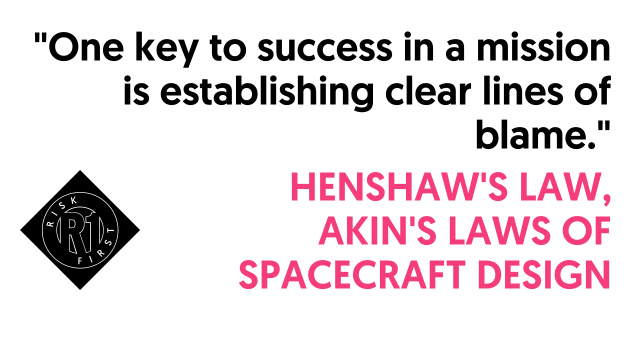 "One key to success in a mission
is establishing clear lines of
blame."
HENSHAW'S LAW,
AKIN'S LAWS OF
SPACECRAFT DESIGN
RISK
R1
FIRST